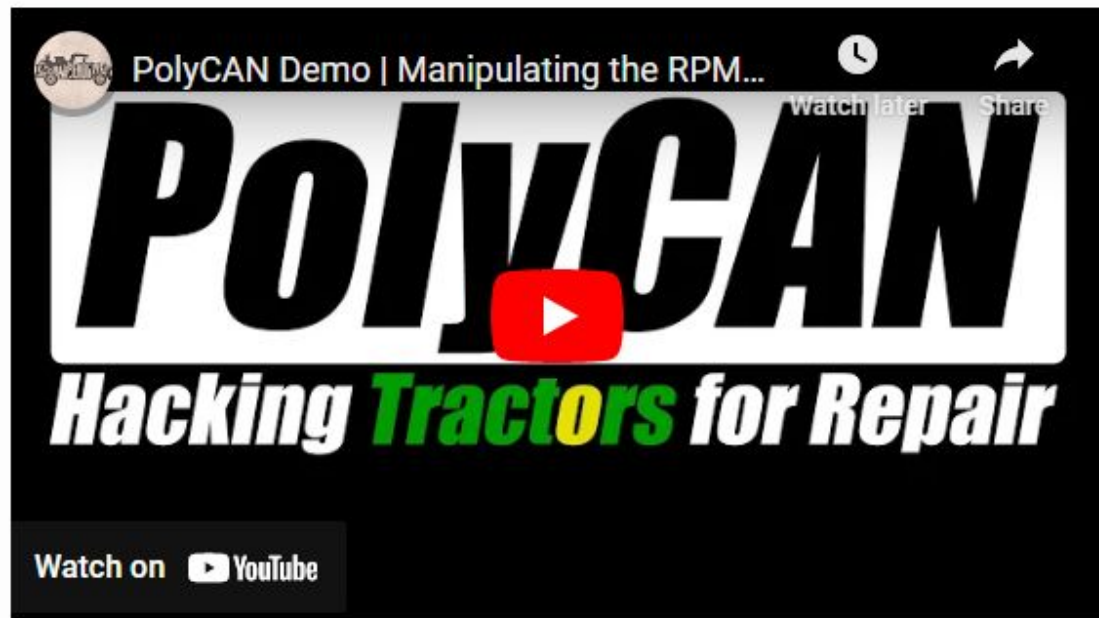 PolyCAN Demo | Manipulating the RPM...
Watch later
Share
PolyCAN
Hacking Tractors for Repair
Watch on YouTube